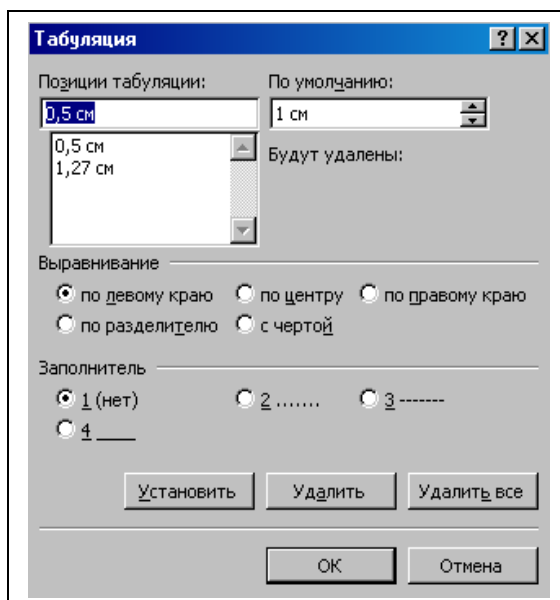 Табуляция
Позиции табуляции: По умолчанию:
0,5 см 1 см
0,5 см
1,27 см
Будут удалены:
Выравнивание
по левому краю по центру по правому краю
по разделителю с чертой
Заполнитель
1 (нет) 2 ....... 3 -------
4 ____
Установить Удалить Удалить все
ОК Отмена